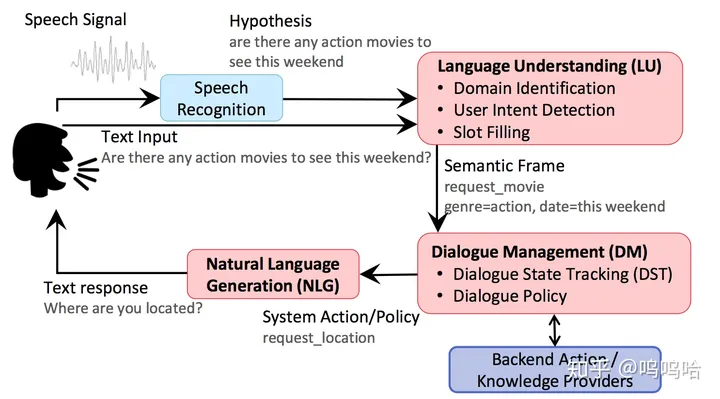 Speech Signal
Hypothesis
are there any action movies to
see this weekend
Speech
Recognition
Language Understanding (LU)
• Domain Identification
• User Intent Detection
• Slot Filling
Text Input
Are there any action movies to see this weekend?
Semantic Frame
request_movie
genre=action, date=this weekend
Dialogue Management (DM)
• Dialogue State Tracking (DST)
• Dialogue Policy
Natural Language
Generation (NLG)
Text response
Where are you located?
System Action/Policy
request_location
Backend Action /
Knowledge Providers
知乎 @呜呜哈